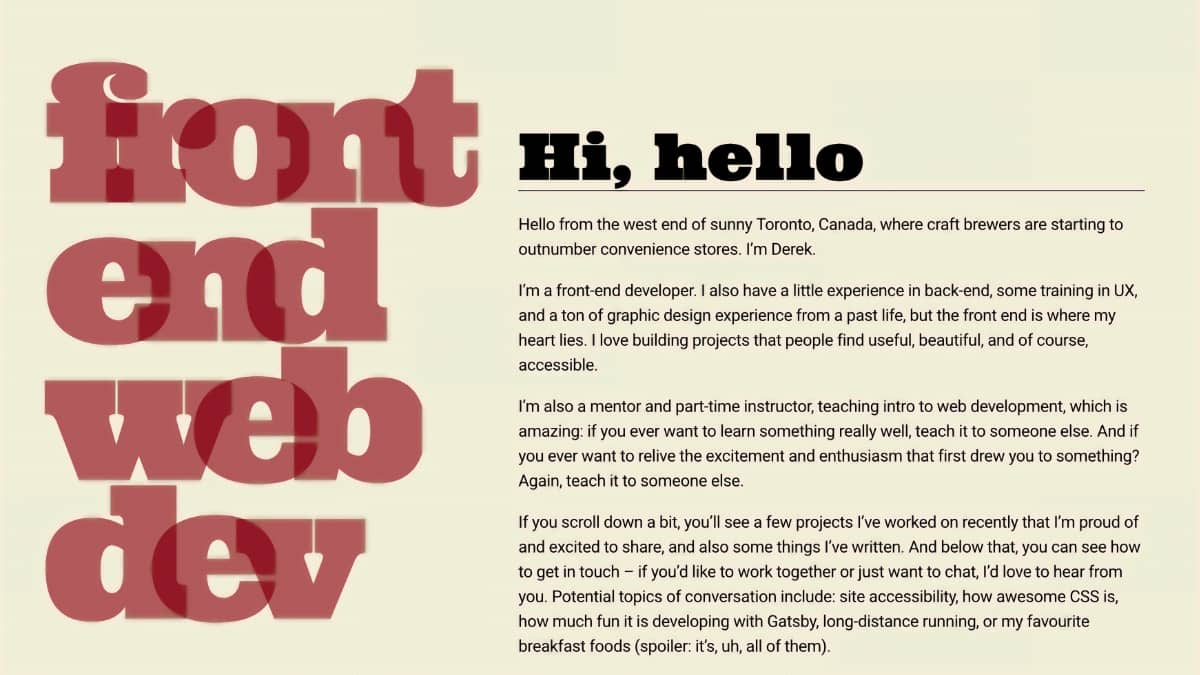 front
end
web
dev
Hi, hello
Hello from the west end of sunny Toronto, Canada, where craft brewers are starting to
outnumber convenience stores. I’m Derek.
I’m a front-end developer. I also have a little experience in back-end, some training in UX,
and a ton of graphic design experience from a past life, but the front end is where my
heart lies. I love building projects that people find useful, beautiful, and of course,
accessible.
I’m also a mentor and part-time instructor, teaching intro to web development, which is
amazing: if you ever want to learn something really well, teach it to someone else. And if
you ever want to relive the excitement and enthusiasm that first drew you to something?
Again, teach it to someone else.
If you scroll down a bit, you’ll see a few projects I’ve worked on recently that I’m proud of
and excited to share, and also some things I’ve written. And below that, you can see how
to get in touch – if you’d like to work together or just want to chat, I’d love to hear from
you. Potential topics of conversation include: site accessibility, how awesome CSS is,
how much fun it is developing with Gatsby, long-distance running, or my favourite
breakfast foods (spoiler: it’s, uh, all of them).